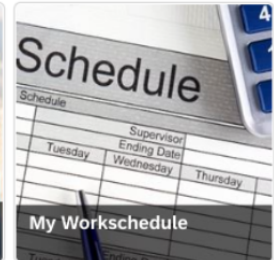 4
Schedule
Schedule
Supervisor
Ending Date
Tuesday
Wednesday
Thursday
My Workschedule